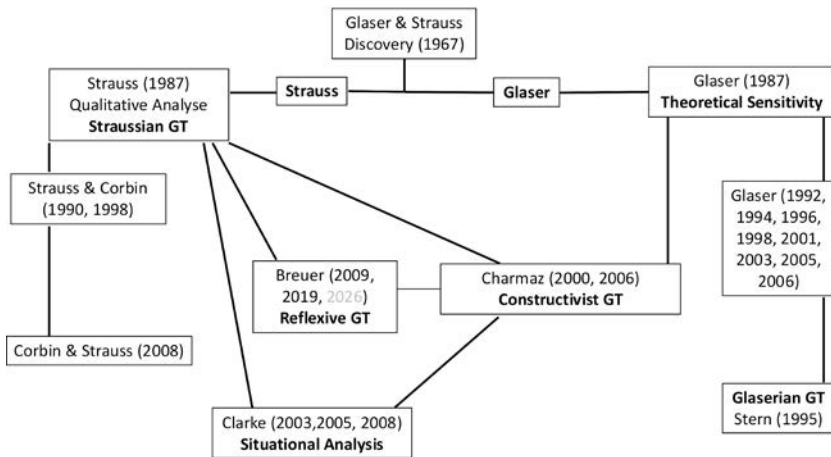 Glaser & Strauss
Discovery (1967)
Strauss (1987)
Qualitative Analyse
Straussian GT
Strauss
Glaser
Glaser (1987)
Theoretical Sensitivity
Strauss & Corbin
(1990, 1998)
Glaser (1992,
1994, 1996,
1998, 2001,
2003, 2005,
2006)
Breuer (2009,
2019, 2026)
Reflexive GT
Charmaz (2000, 2006)
Constructivist GT
Corbin & Strauss (2008)
Clarke (2003,2005, 2008)
Situational Analysis
Glaserian GT
Stern (1995)